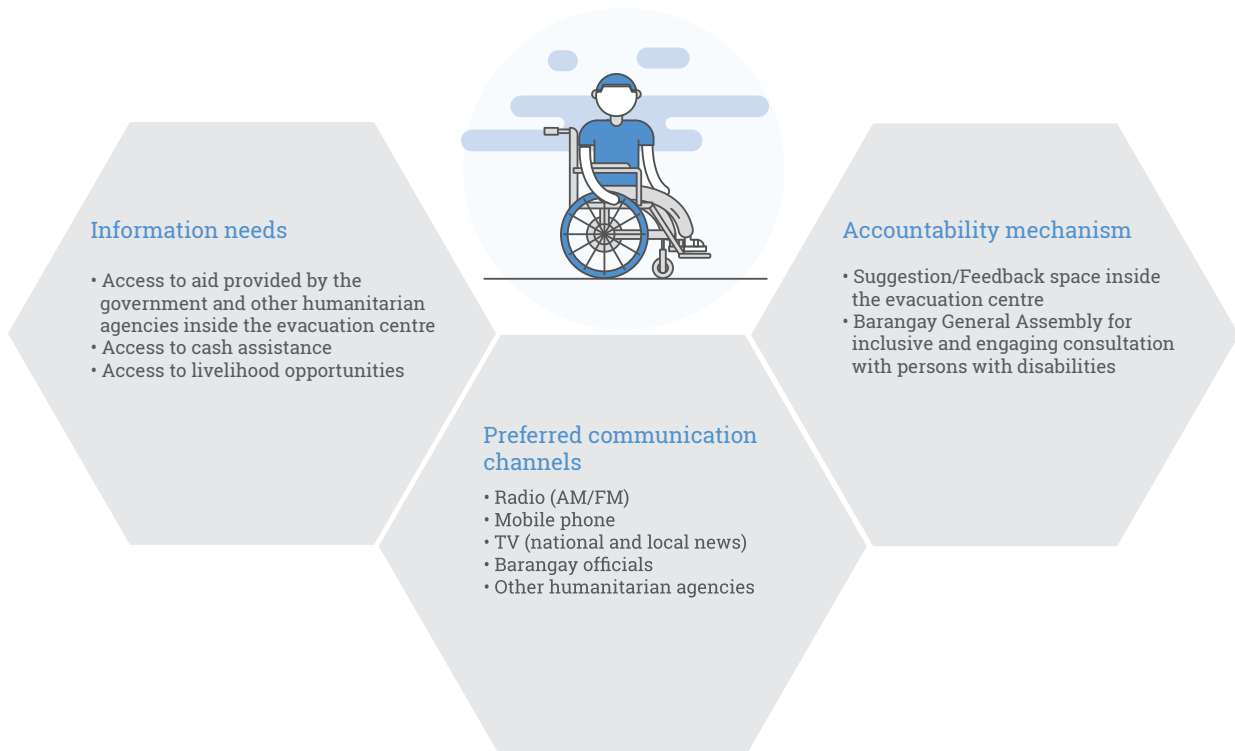 Information needs
• Access to aid provided by the
government and other humanitarian
agencies inside the evacuation centre
• Access to cash assistance
• Access to livelihood opportunities
Preferred communication
channels
• Radio (AM/FM)
• Mobile phone
• TV (national and local news)
• Barangay officials
• Other humanitarian agencies
Accountability mechanism
• Suggestion/Feedback space inside
the evacuation centre
• Barangay General Assembly for
inclusive and engaging consultation
with persons with disabilities